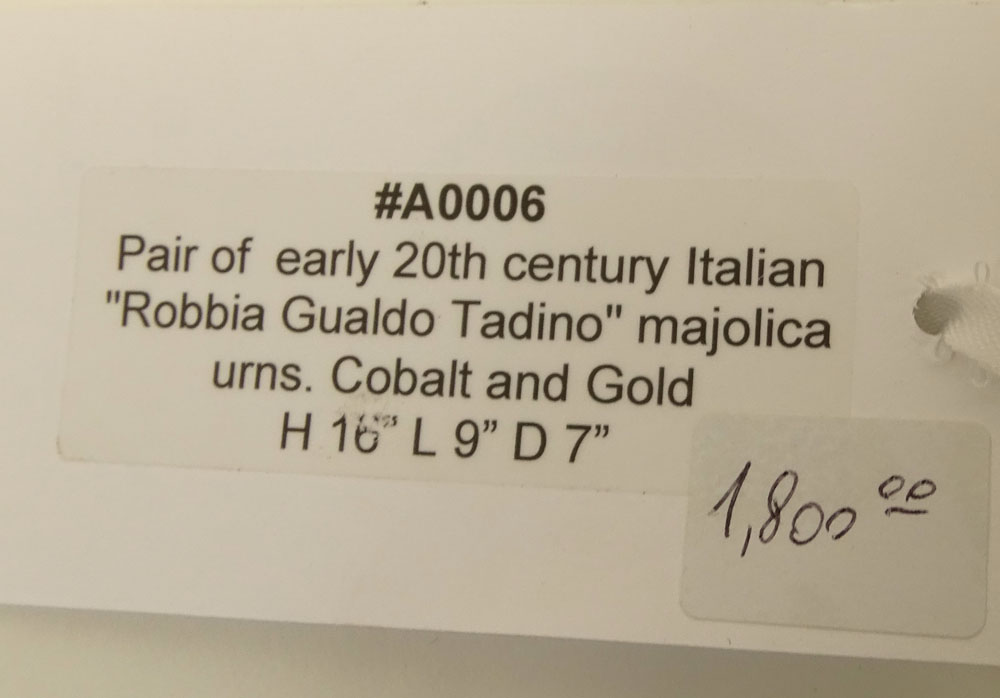 #A0006
Pair of early 20th century Italian
"Robbia Gualdo Tadino" majolica
urns. Cobalt and Gold
H 16” L 9” D 7”
1,800 00